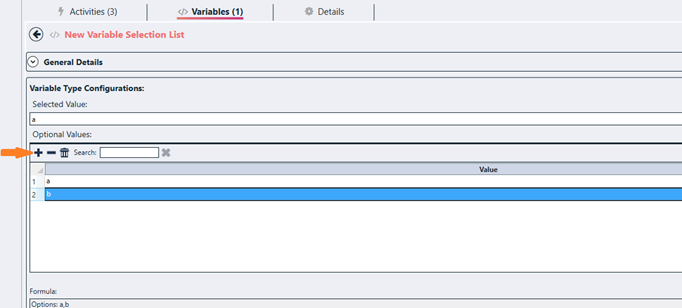 Activities (3) </> Variables (1) Details
</> New Variable Selection List
General Details
Variable Type Configurations:
Selected Value:
a
Optional Values:
Search:
Value
1 a
2 b
Formula:
Options: a,b